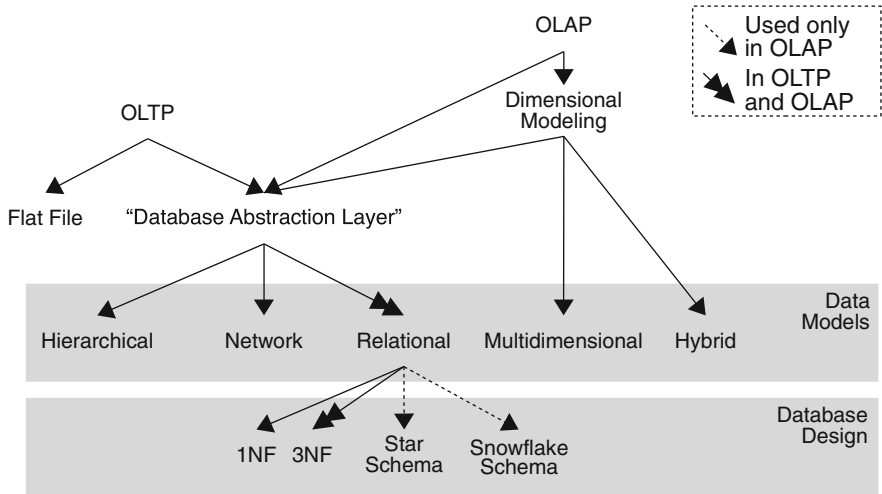 OLAP
Used only
in OLAP
In OLTP
and OLAP
Dimensional
Modeling
OLTP
Flat File
“Database Abstraction Layer”
Data
Models
Hierarchical
Network
Relational
Multidimensional
Hybrid
Database
Design
1NF
3NF
Star
Schema
Snowflake
Schema